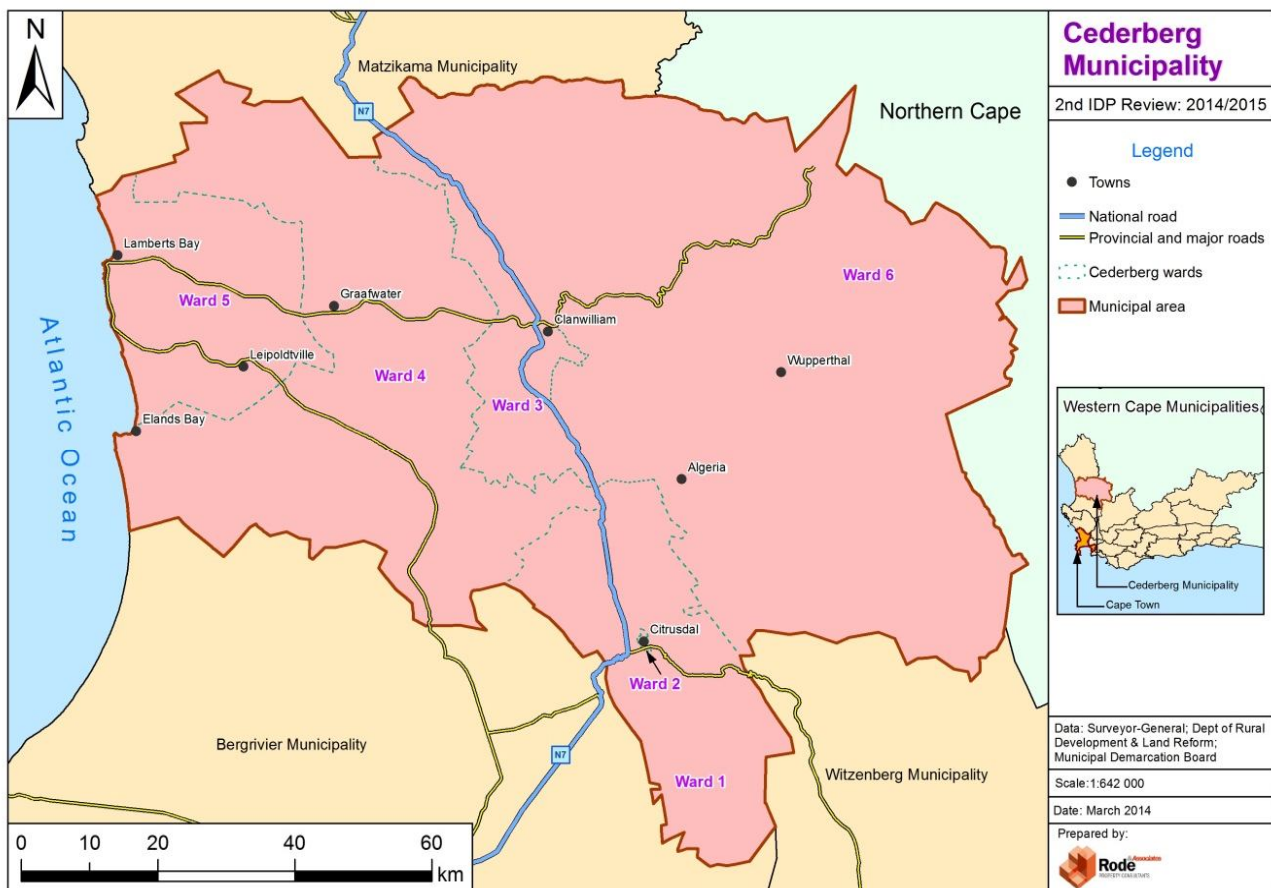 N
Matzikama Municipality
N7
Northern Cape
Lamberts Bay
Ward 5
Graafwater
Clanwilliam
Ward 6
Leipoldtville
Ward 4
Ward 3
Wupperthal
Elands Bay
Algeria
Atlantic Ocean
Citrusdal
Ward 2
Bergrivier Municipality
N7
Ward 1
Witzenberg Municipality
0 10 20 40 60
km
Cederberg
Municipality
2nd IDP Review: 2014/2015
Legend
Towns
National road
Provincial and major roads
Cederberg wards
Municipal area
Western Cape Municipalities
Cederberg Municipality
Cape Town
Data: Surveyor-General; Dept of Rural
Development & Land Reform;
Municipal Demarcation Board
Scale:1:642 000
Date: March 2014
Prepared by:
Rode
& Associates
PROPERTY CONSULTANTS